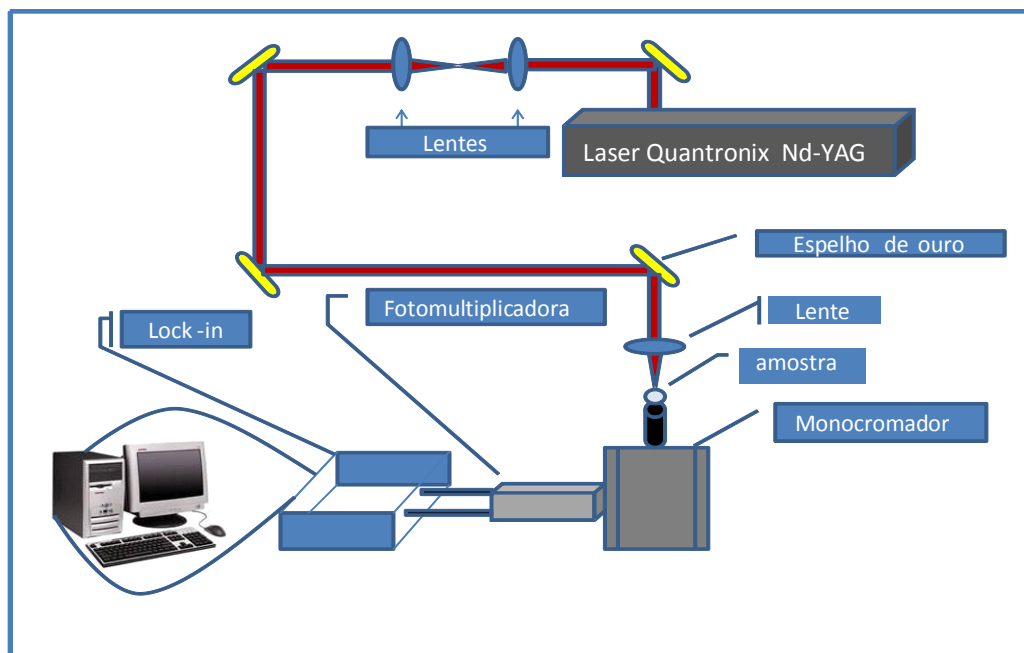 Lentes
Laser Quantronix Nd-YAG
Espelho de ouro
Fotomultiplicadora
Lock -in
Lente
amostra
Monocromador